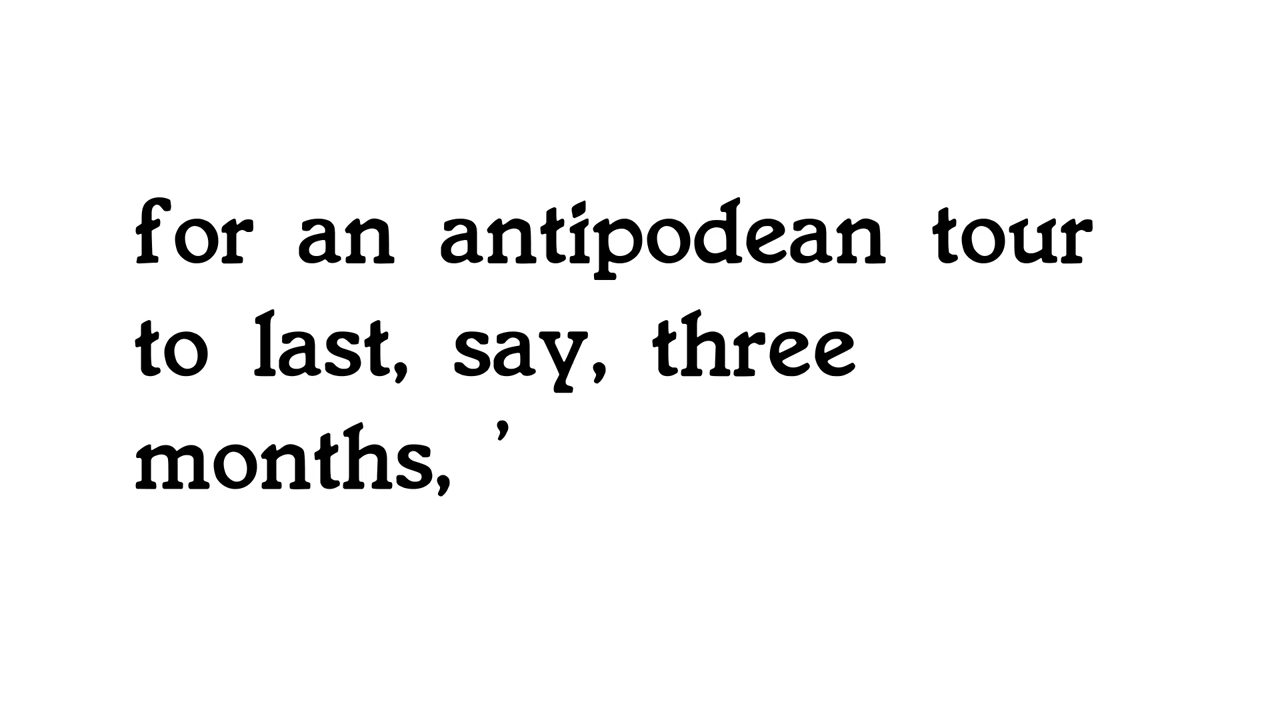 for an antipodean tour
to last, say, three
months, ’